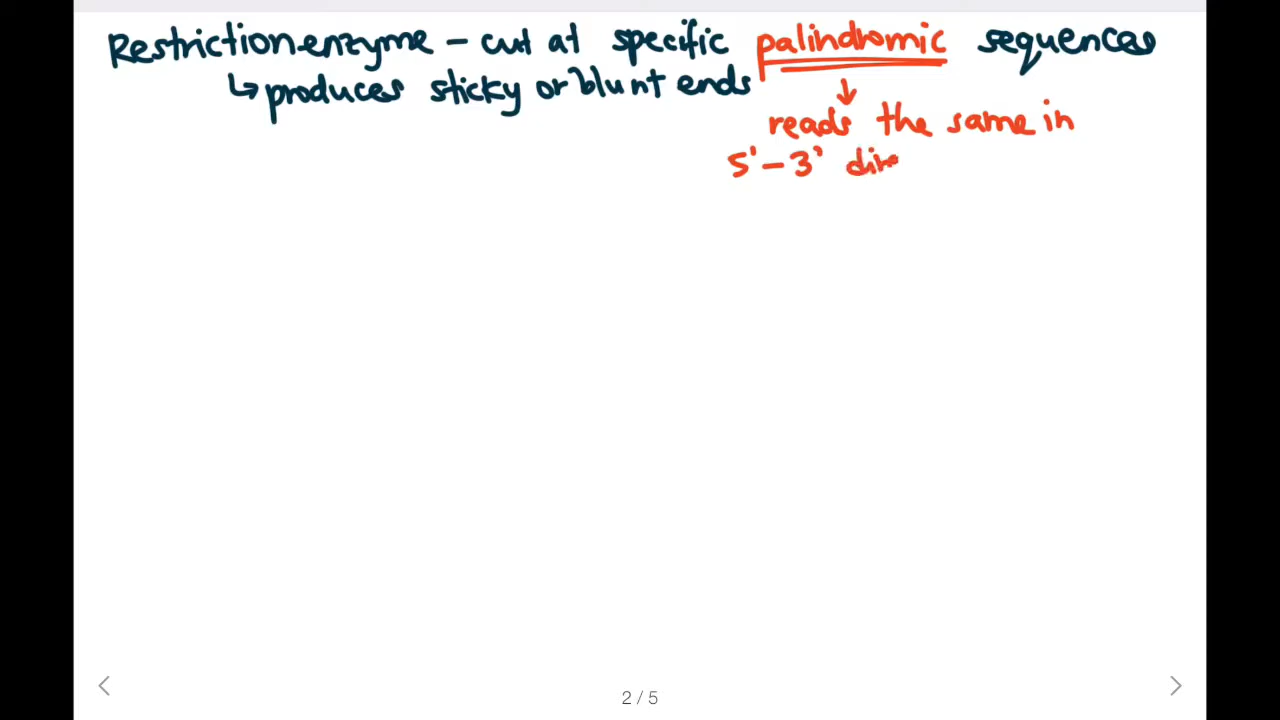 Restriction enzyme – cut at specific palindromic sequences
↳ produces sticky or blunt ends
↓
reads the same in
5' – 3' dire
2 / 5